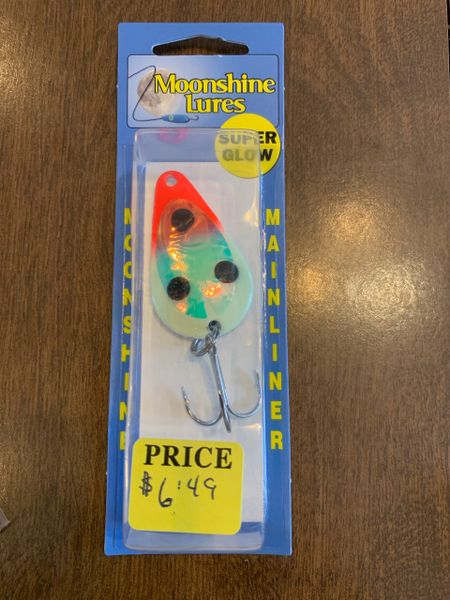 Moonshine
Lures
SUPER
GLOW
MOONSHINE
MAINLINER
PRICE
$6.49